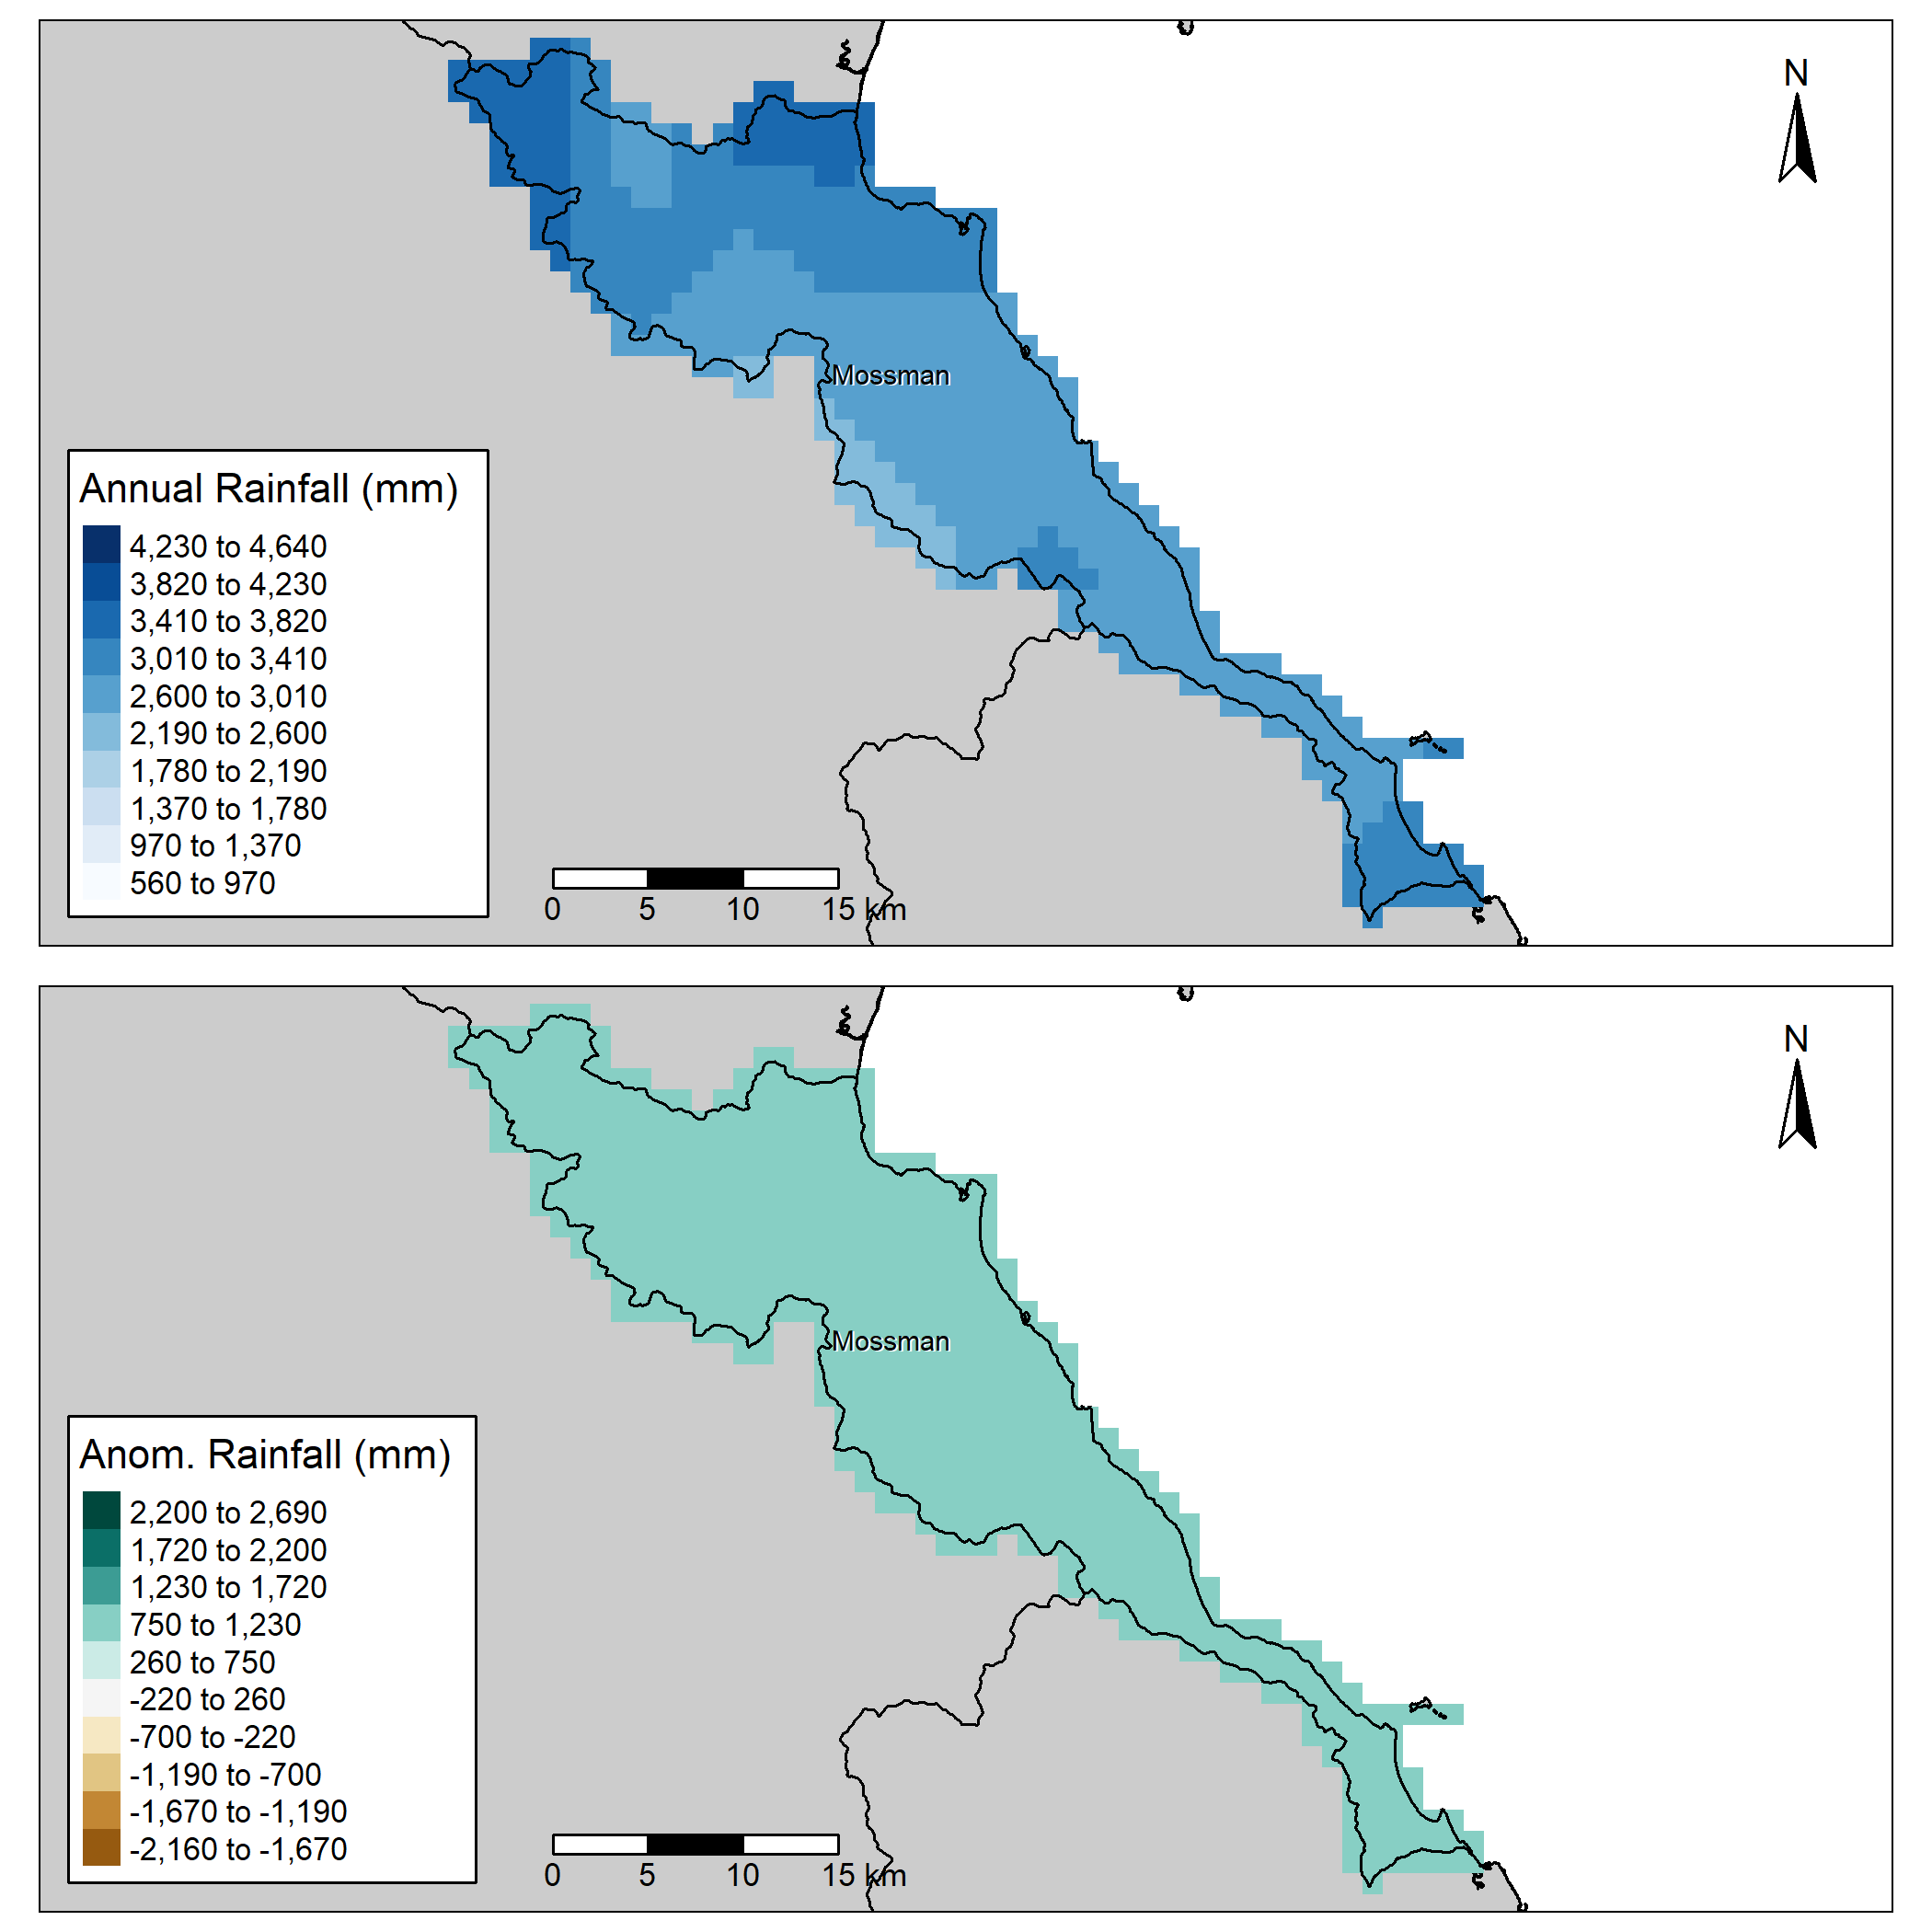 N
Mossman
Annual Rainfall (mm)
4,230 to 4,640
3,820 to 4,230
3,410 to 3,820
3,010 to 3,410
2,600 to 3,010
2,190 to 2,600
1,780 to 2,190
1,370 to 1,780
970 to 1,370
560 to 970
0 5 10 15 km
N
Mossman
Anom. Rainfall (mm)
2,200 to 2,690
1,720 to 2,200
1,230 to 1,720
750 to 1,230
260 to 750
-220 to 260
-700 to -220
-1,190 to -700
-1,670 to -1,190
-2,160 to -1,670
0 5 10 15 km